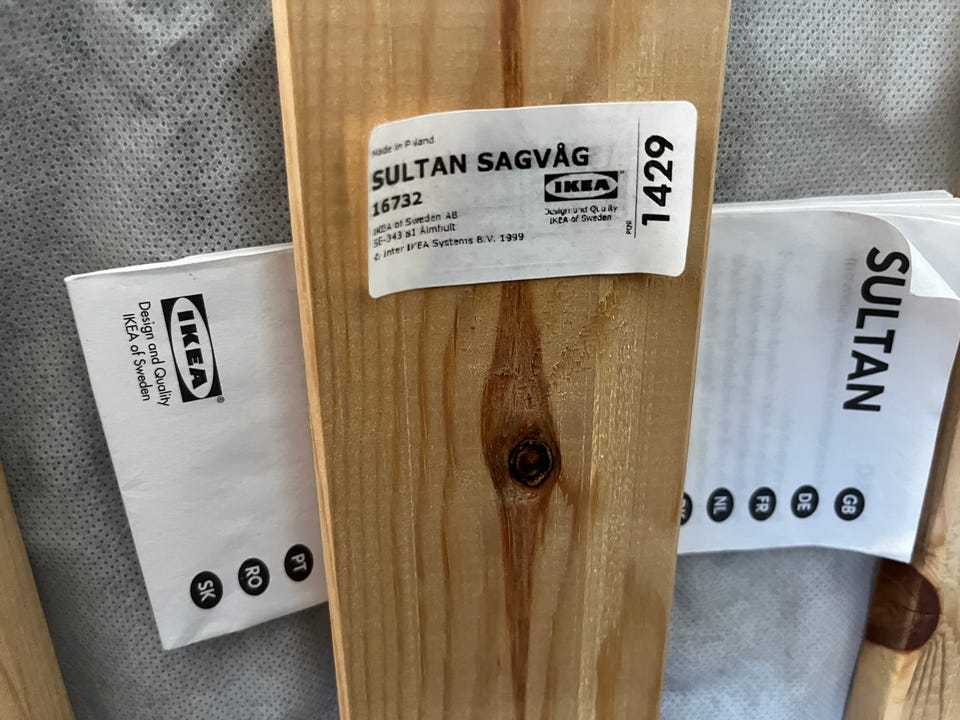 Made in Poland
SULTAN SAGVÅG
16732
IKEA of Sweden AB
SE-343 81 Älmhult
© Inter IKEA Systems B.V. 1999
IKEA
Design and Quality
IKEA of Sweden
PQR
1429
IKEA®
Design and Quality
IKEA of Sweden
SK
RO
PT
SULTAN
NL
FR
DE
GB